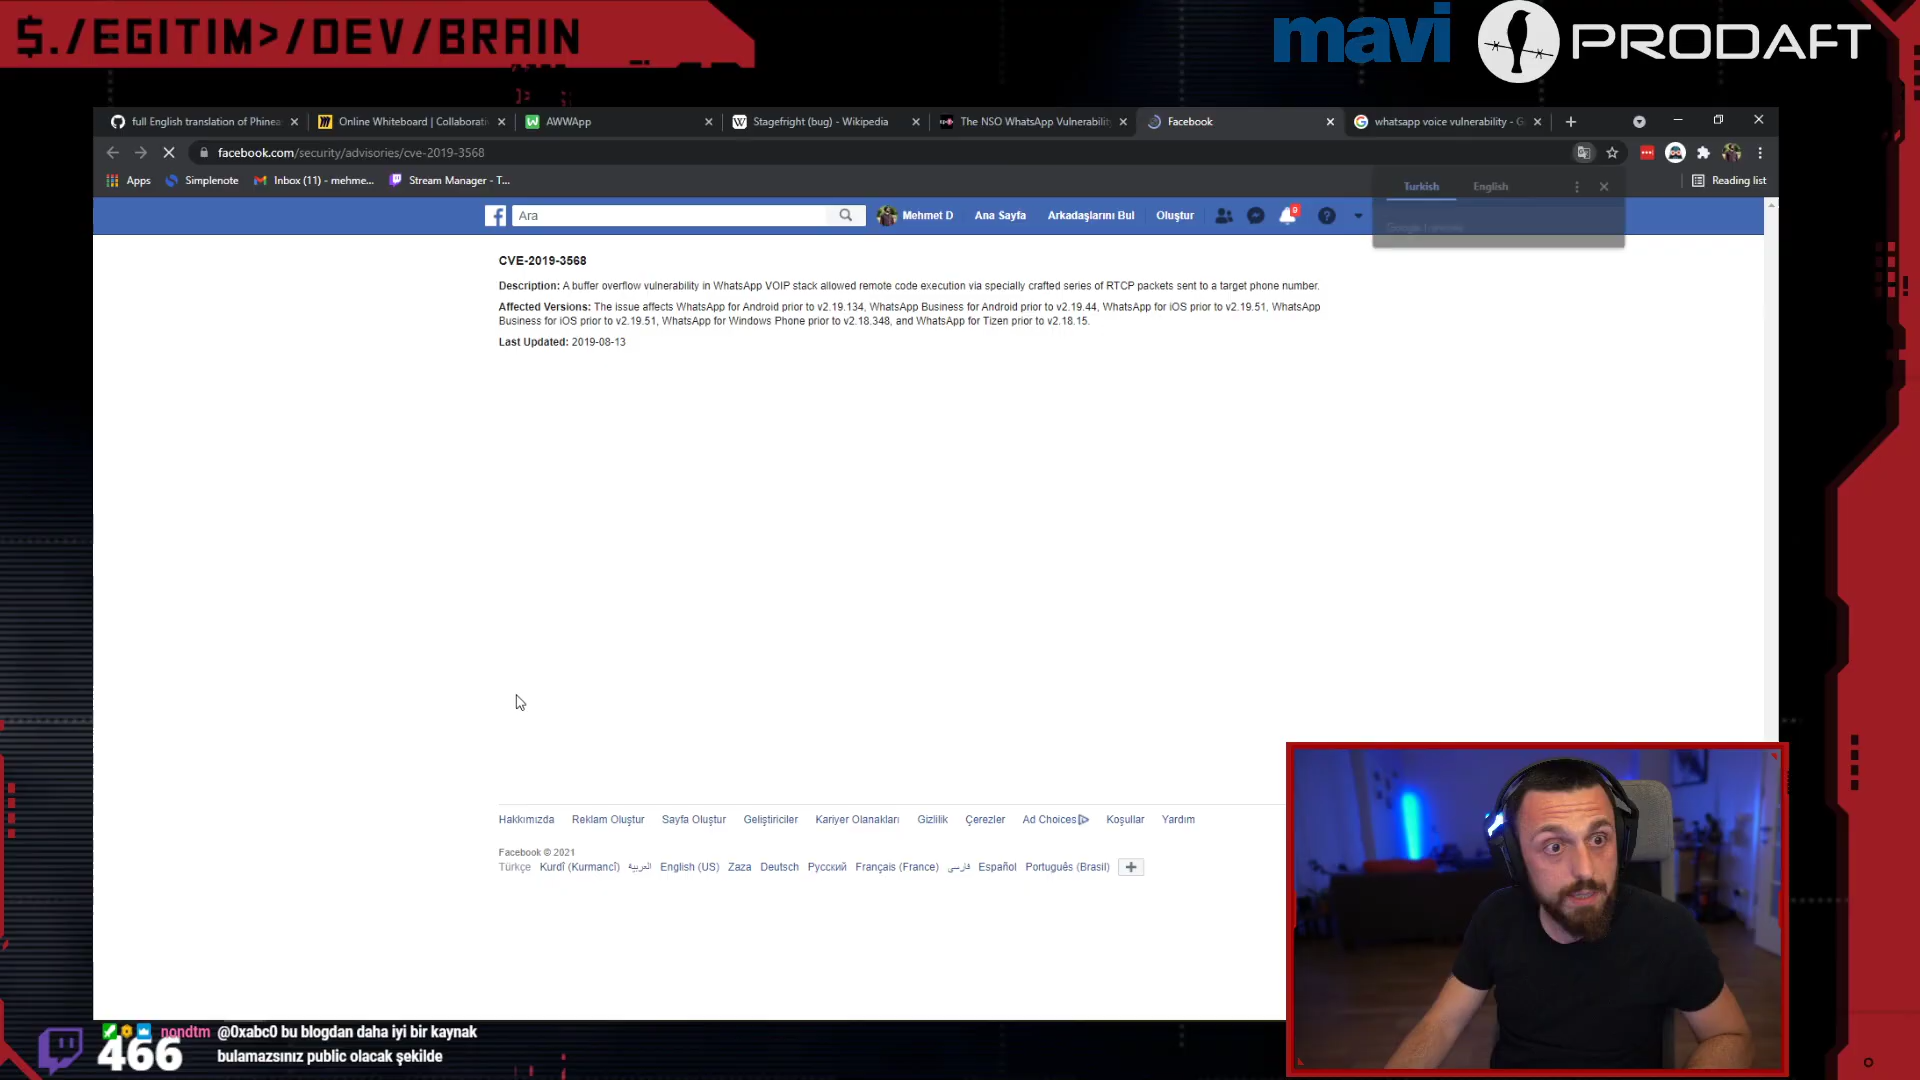 $./EGITIM>/DEV/BRAIN
mavi
PRODAFT
full English translation of Phinea
Online Whiteboard | Collaborati
AWWApp
Stagefright (bug) - Wikipedia
The NSO WhatsApp Vulnerability
Facebook
whatsapp voice vulnerability - G
facebook.com/security/advisories/cve-2019-3568
Apps
Simplenote
Inbox (11) - mehme...
Stream Manager - T...
Turkish
English
Reading list
Ara
Mehmet D
Ana Sayfa
Arkadaşlarını Bul
Oluştur
9
CVE-2019-3568
Description: A buffer overflow vulnerability in WhatsApp VOIP stack allowed remote code execution via specially crafted series of RTCP packets sent to a target phone number.
Affected Versions: The issue affects WhatsApp for Android prior to v2.19.134, WhatsApp Business for Android prior to v2.19.44, WhatsApp for iOS prior to v2.19.51, WhatsApp
Business for iOS prior to v2.19.51, WhatsApp for Windows Phone prior to v2.18.348, and WhatsApp for Tizen prior to v2.18.15.
Last Updated: 2019-08-13
Hakkımızda Reklam Oluştur Sayfa Oluştur Geliştiriciler Kariyer Olanakları Gizlilik Çerezler Ad Choices Koşullar Yardım
Facebook © 2021
Türkçe Kurdî (Kurmancî) العربية English (US) Zaza Deutsch Русский Français (France) فارسی Español Português (Brasil)
466
nondtm @0xabc0 bu blogdan daha iyi bir kaynak
bulamazsınız public olacak şekilde